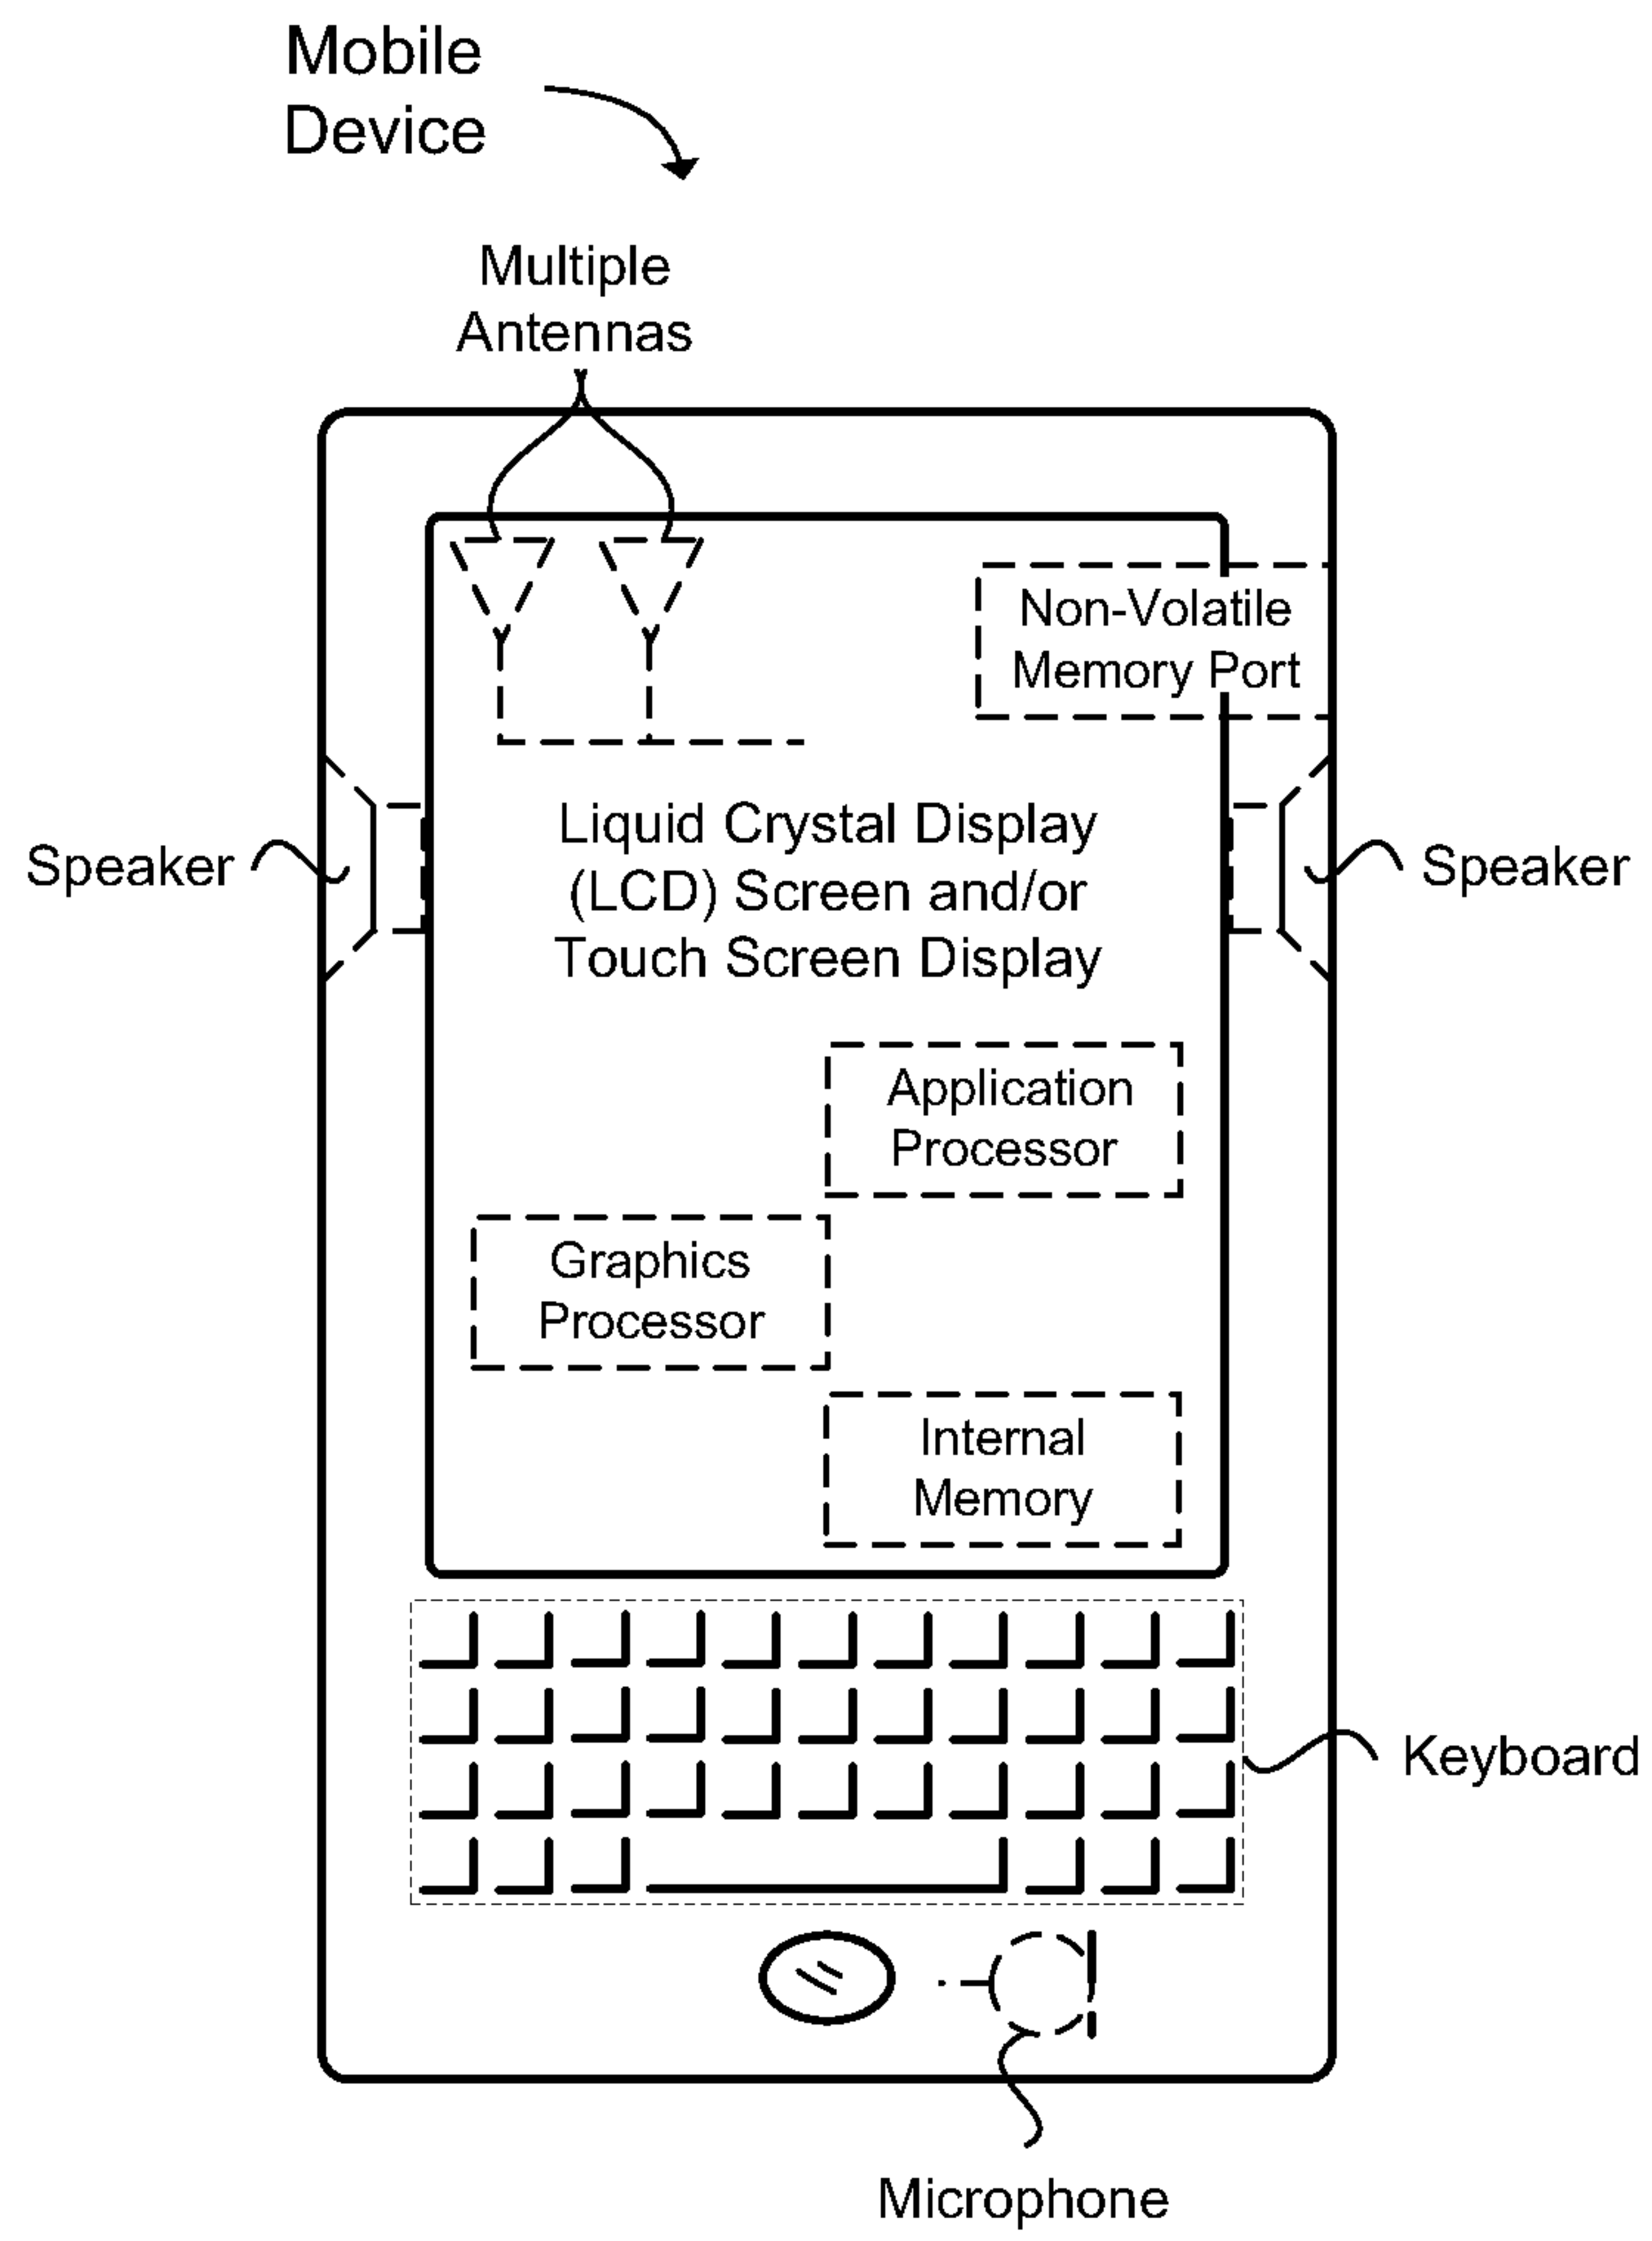 Mobile
Device
Multiple
Antennas
Non-Volatile
Memory Port
Speaker
Liquid Crystal Display
(LCD) Screen and/or
Touch Screen Display
Speaker
Application
Processor
Graphics
Processor
Internal
Memory
Keyboard
Microphone